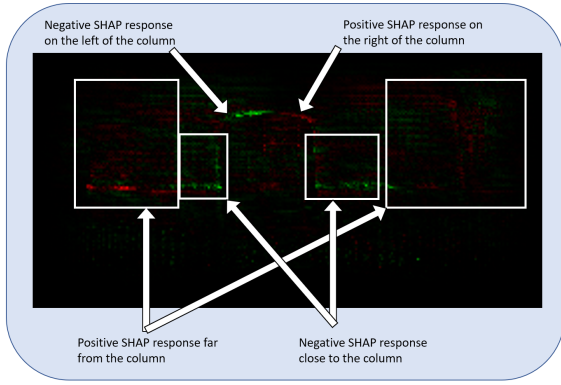 Negative SHAP response
on the left of the column
Positive SHAP response on
the right of the column
Positive SHAP response far
from the column
Negative SHAP response
close to the column